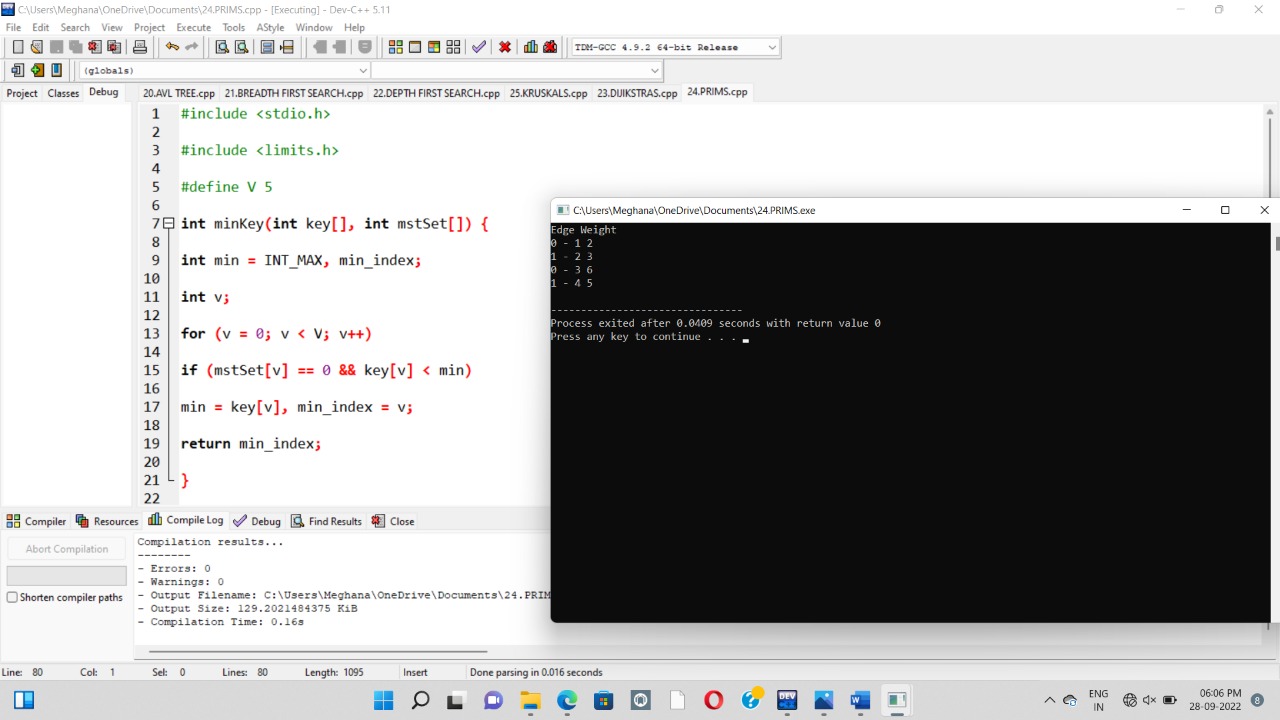 C:\Users\Meghana\OneDrive\Documents\24.PRIMS.cpp - [Executing] - Dev-C++ 5.11
File Edit Search View Project Execute Tools AStyle Window Help
TDM-GCC 4.9.2 64-bit Release
(globals)
Project Classes Debug
20.AVL TREE.cpp 21.BREADTH FIRST SEARCH.cpp 22.DEPTH FIRST SEARCH.cpp 25.KRUSKALS.cpp 23.DIJIKSTRAS.cpp 24.PRIMS.cpp
1 #include <stdio.h>
2
3 #include <limits.h>
4
5 #define V 5
6
7 int minKey(int key[], int mstSet[]) {
8
9 int min = INT_MAX, min_index;
10
11 int v;
12
13 for (v = 0; v < V; v++)
14
15 if (mstSet[v] == 0 && key[v] < min)
16
17 min = key[v], min_index = v;
18
19 return min_index;
20
21 }
22
C:\Users\Meghana\OneDrive\Documents\24.PRIMS.exe
Edge Weight
0 - 1 2
1 - 2 3
0 - 3 6
1 - 4 5
--------------------------------
Process exited after 0.0409 seconds with return value 0
Press any key to continue . . .
Compiler Resources Compile Log Debug Find Results Close
Abort Compilation
Shorten compiler paths
Compilation results...
--------
- Errors: 0
- Warnings: 0
- Output Filename: C:\Users\Meghana\OneDrive\Documents\24.PRIM
- Output Size: 129.2021484375 KiB
- Compilation Time: 0.16s
Line: 80 Col: 1 Sel: 0 Lines: 80 Length: 1095 Insert Done parsing in 0.016 seconds
ENG
IN
06:06 PM
28-09-2022
8